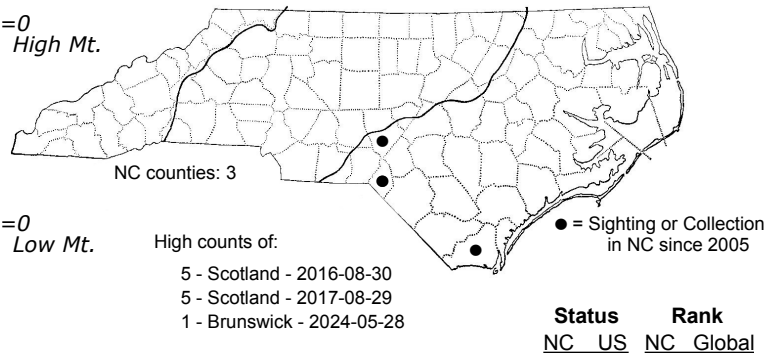 =0
High Mt.
NC counties: 3
=0
Low Mt.
High counts of:
5 - Scotland - 2016-08-30
5 - Scotland - 2017-08-29
1 - Brunswick - 2024-05-28
● = Sighting or Collection
in NC since 2005
Status Rank
NC US NC Global